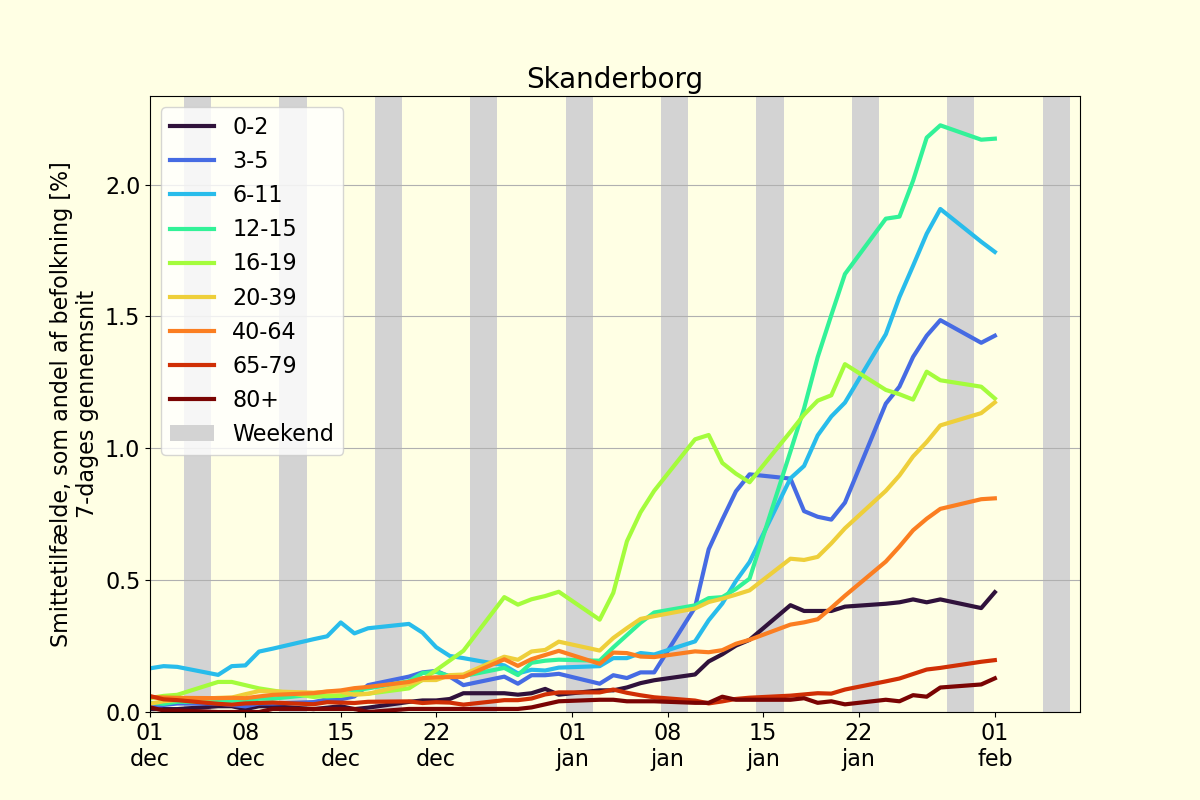 Skanderborg
Smittetilfælde, som andel af befolkning [%]
7-dages gennemsnit
2.0
1.5
1.0
0.5
0.0
0-2
3-5
6-11
12-15
16-19
20-39
40-64
65-79
80+
Weekend
01 08 15 22 01 08 15 22 01
dec dec dec dec jan jan jan jan feb